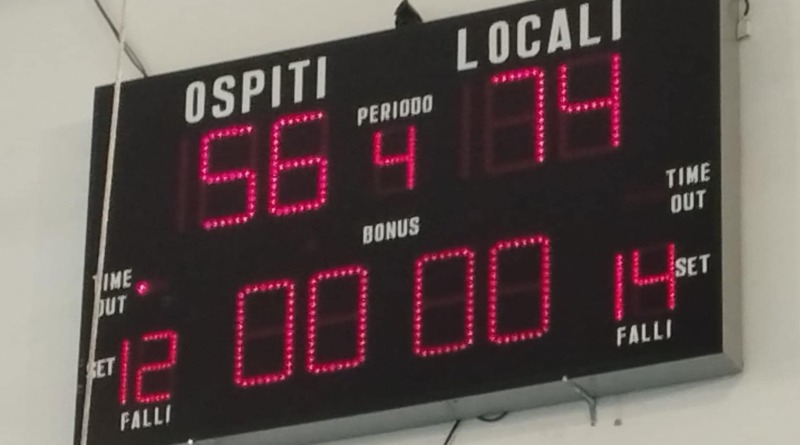 OSPITI
LOCALI
56
PERIODO
4
74
TIME
OUT
BONUS
TIME
OUT
00
00
14
SET
FALLI
SET
12
FALLI